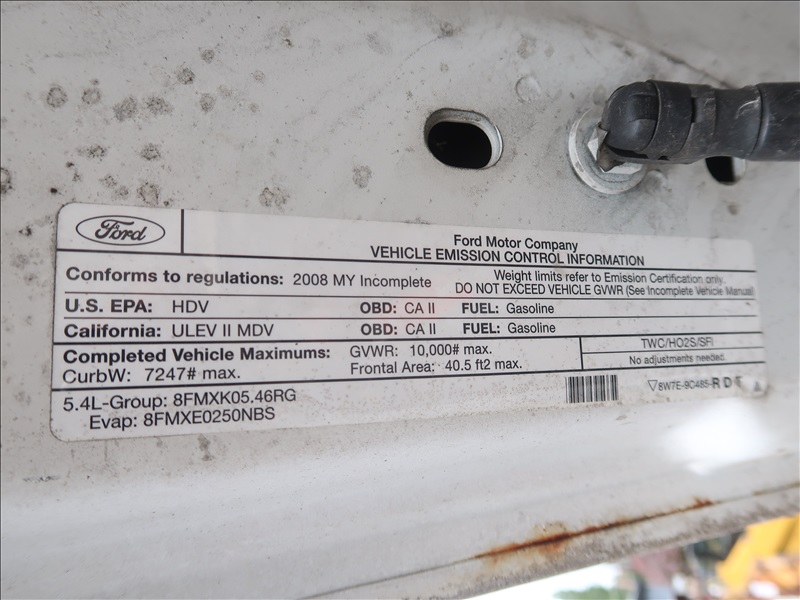 Ford
Ford Motor Company
VEHICLE EMISSION CONTROL INFORMATION
Conforms to regulations: 2008 MY Incomplete
Weight limits refer to Emission Certification only.
DO NOT EXCEED VEHICLE GVWR (See Incomplete Vehicle Manual)
U.S. EPA: HDV OBD: CA II FUEL: Gasoline
California: ULEV II MDV OBD: CA II FUEL: Gasoline
Completed Vehicle Maximums: GVWR: 10,000# max.
CurbW: 7247# max. Frontal Area: 40.5 ft2 max.
TWC/HO2S/SFI
No adjustments needed.
5.4L-Group: 8FMXK05.46RG
Evap: 8FMXE0250NBS
8W7E-9C485-R D